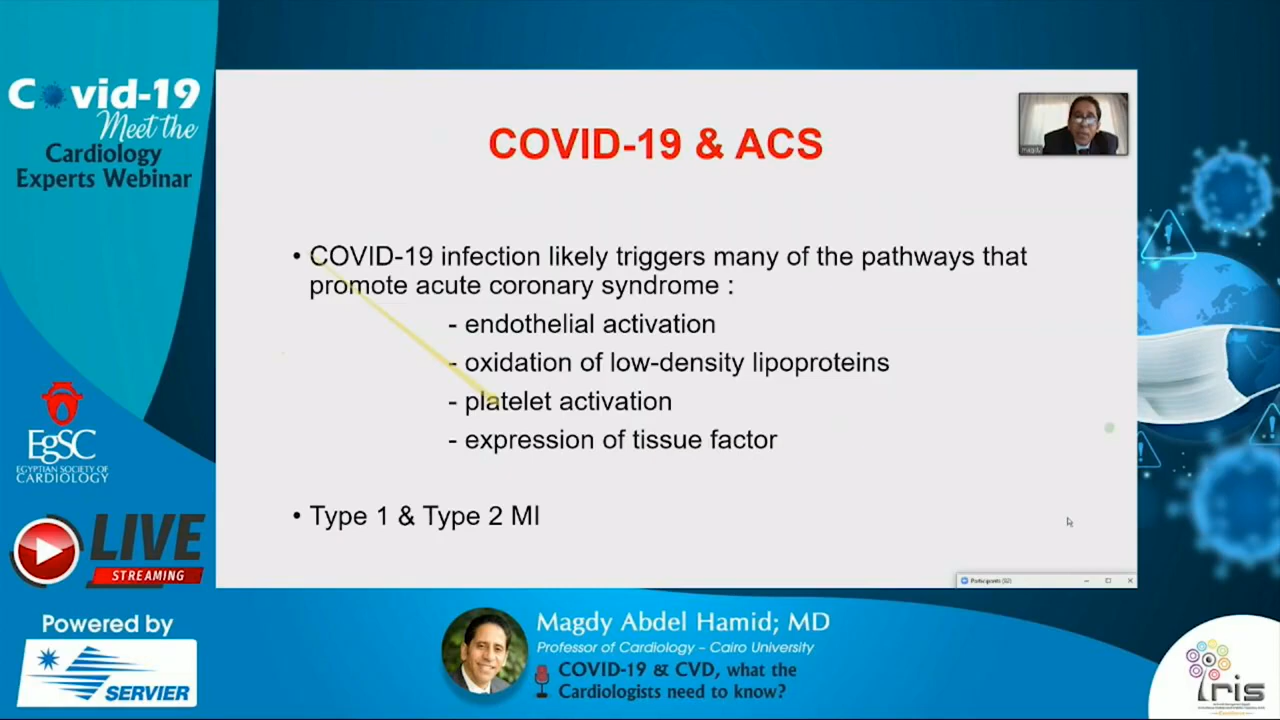 Covid-19
Meet the
Cardiology
Experts Webinar
COVID-19 & ACS
• COVID-19 infection likely triggers many of the pathways that
promote acute coronary syndrome :
- endothelial activation
- oxidation of low-density lipoproteins
- platelet activation
- expression of tissue factor
• Type 1 & Type 2 MI
EgSC
EGYPTIAN SOCIETY OF
CARDIOLOGY
LIVE
STREAMING
Participants (92)
Powered by
SERVIER
Magdy Abdel Hamid; MD
Professor of Cardiology – Cairo University
COVID-19 & CVD, what the
Cardiologists need to know?
Iris